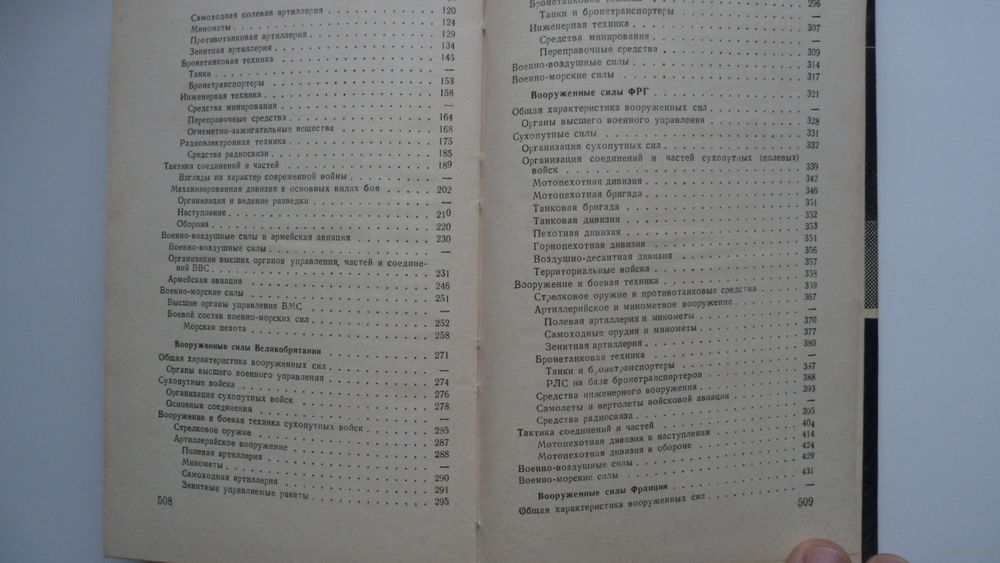 Самоходная полевая артиллерия . . . 120
Минометы . . . 124
Противотанковая артиллерия . . . 129
Зенитная артиллерия . . . 134
Бронетанковая техника . . . 145
Танки . . . —
Бронетранспортеры . . . 153
Инженерная техника . . . 158
Средства минирования . . . —
Переправочные средства . . . 164
Огнеметно-зажигательные вещества . . . 168
Радиоэлектронная техника . . . 175
Средства радиосвязи . . . 185
Тактика соединений и частей . . . 189
Взгляды на характер современной войны . . . —
Механизированная дивизия в основных видах боя . . . 202
Организация и ведение разведки . . . —
Наступление . . . 210
Оборона . . . 220
Военно-воздушные силы и армейская авиация . . . 230
Военно-воздушные силы . . . —
Организация высших органов управления, частей и соедине-
ний ВВС . . . 231
Армейская авиация . . . 246
Военно-морские силы . . . 251
Высшие органы управления ВМС . . . —
Боевой состав военно-морских сил . . . 252
Морская пехота . . . 258
Вооруженные силы Великобритании . . . 271
Общая характеристика вооруженных сил . . . —
Органы высшего военного управления . . . 274
Сухопутные войска . . . 276
Организация сухопутных войск . . . 278
Основные соединения . . . —
Вооружение и боевая техника сухопутных войск . . . 285
Стрелковое оружие . . . 287
Артиллерийское вооружение . . . 288
Полевая артиллерия . . . —
Минометы . . . 290
Самоходная артиллерия . . . 291
Зенитные управляемые ракеты . . . 295
508
Бронетанковая техника . . . 296
Танки и бронетранспортеры . . . —
Инженерная техника . . . 307
Средства минирования . . . —
Переправочные средства . . . 309
Военно-воздушные силы . . . 314
Военно-морские силы . . . 317
Вооруженные силы ФРГ . . . 321
Общая характеристика вооруженных сил . . . —
Органы высшего военного управления . . . 328
Сухопутные силы . . . 331
Организация сухопутных сил . . . 332
Организация соединений и частей сухопутных (полевых)
войск . . . 339
Мотопехотная дивизия . . . 342
Мотопехотная бригада . . . 346
Танковая бригада . . . 351
Танковая дивизия . . . 352
Пехотная дивизия . . . 353
Горнопехотная дивизия . . . 354
Воздушно-десантная дивизия . . . 356
Территориальные войска . . . 357
Вооружение и боевая техника . . . 358
Стрелковое оружие и противотанковые средства . . . 359
Артиллерийское и минометное вооружение . . . 367
Полевая артиллерия и минометы . . . 370
Самоходные орудия и минометы . . . 377
Зенитная артиллерия . . . 380
Бронетанковая техника . . . —
Танки и бронетранспортеры . . . 387
РЛС на базе бронетранспортеров . . . 388
Средства инженерного вооружения . . . 393
Самолеты и вертолеты войсковой авиации . . . —
Средства радиосвязи . . . 395
Тактика соединений и частей . . . 404
Мотопехотная дивизия в наступлении . . . 414
Мотопехотная дивизия в обороне . . . 424
Военно-воздушные силы . . . 429
Военно-морские силы . . . 431
Вооруженные силы Франции . . . —
Общая характеристика вооруженных сил . . .
509